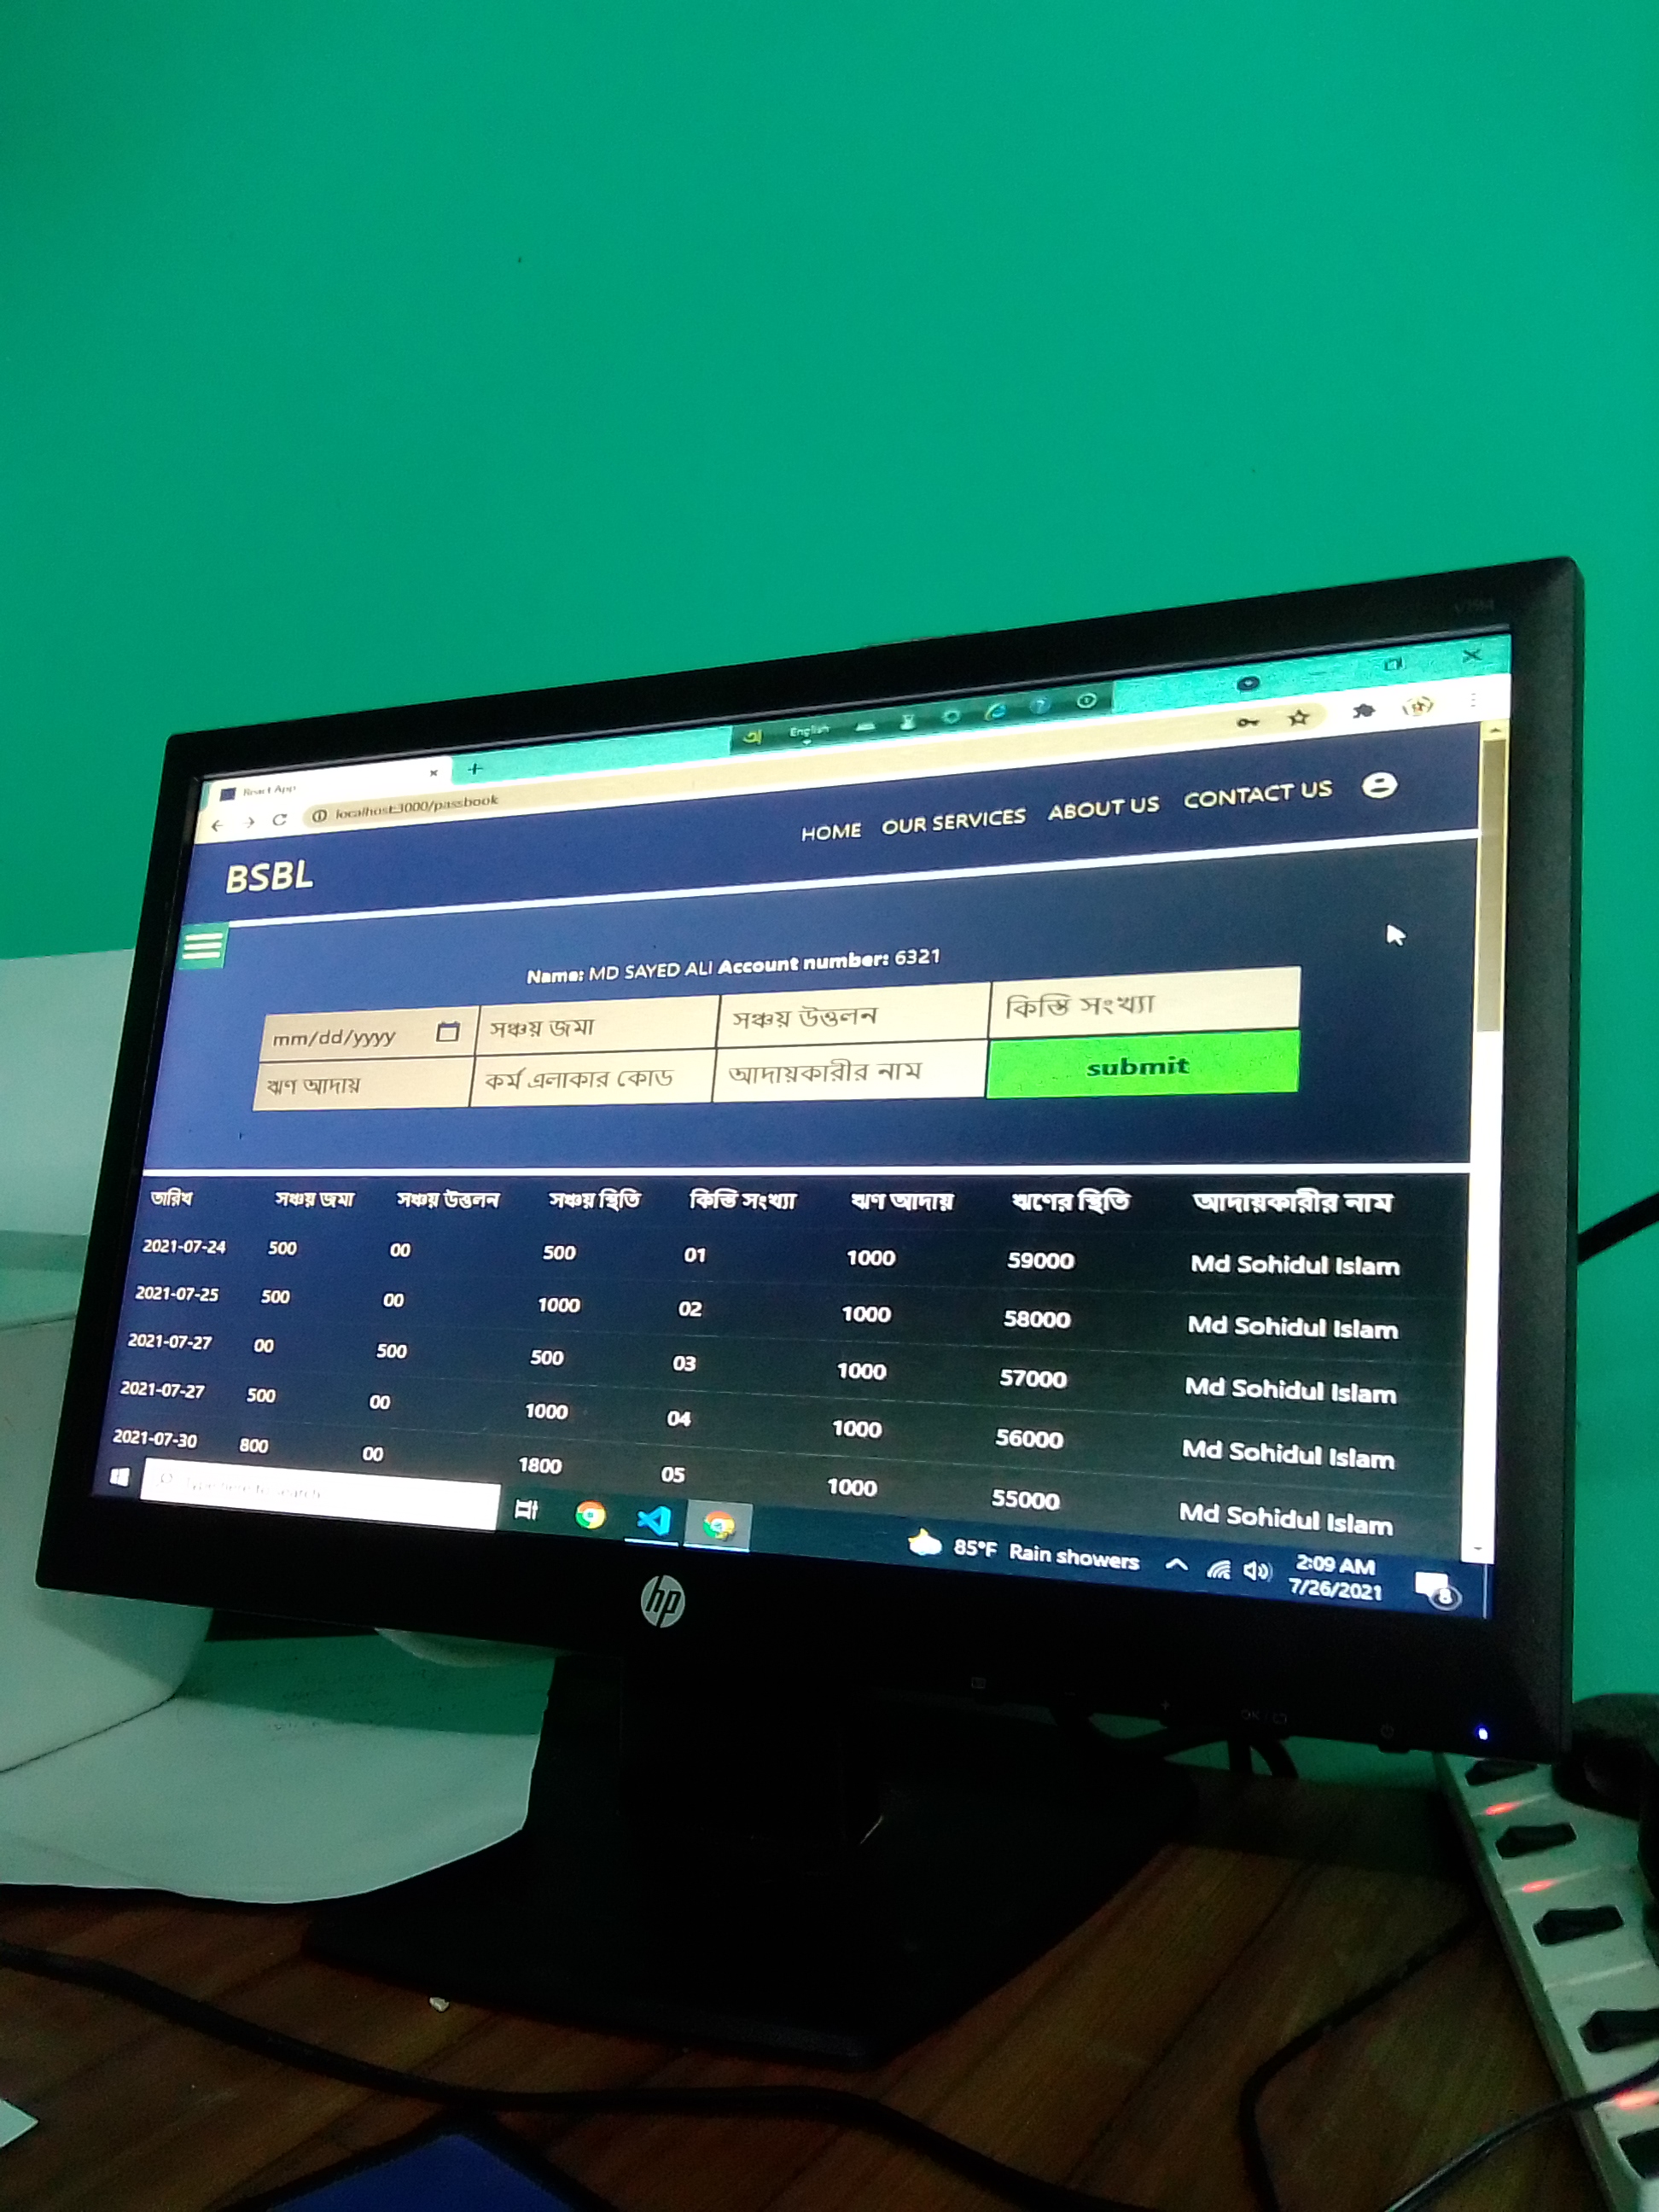 React App
localhost:3000/passbook
English
BSBL
HOME OUR SERVICES ABOUT US CONTACT US
Name: MD SAYED ALI Account number: 6321
mm/dd/yyyy সঞ্চয় জমা সঞ্চয় উত্তলন কিস্তি সংখ্যা
ঋণ আদায় কর্ম এলাকার কোড আদায়কারীর নাম submit
তারিখ সঞ্চয় জমা সঞ্চয় উত্তলন সঞ্চয় স্থিতি কিস্তি সংখ্যা ঋণ আদায় ঋণের স্থিতি আদায়কারীর নাম
2021-07-24 500 00 500 01 1000 59000 Md Sohidul Islam
2021-07-25 500 00 1000 02 1000 58000 Md Sohidul Islam
2021-07-27 00 500 500 03 1000 57000 Md Sohidul Islam
2021-07-27 500 00 1000 04 1000 56000 Md Sohidul Islam
2021-07-30 800 00 1800 05 1000 55000 Md Sohidul Islam
Type here to search
85°F Rain showers 2:09 AM
7/26/2021
8
hp